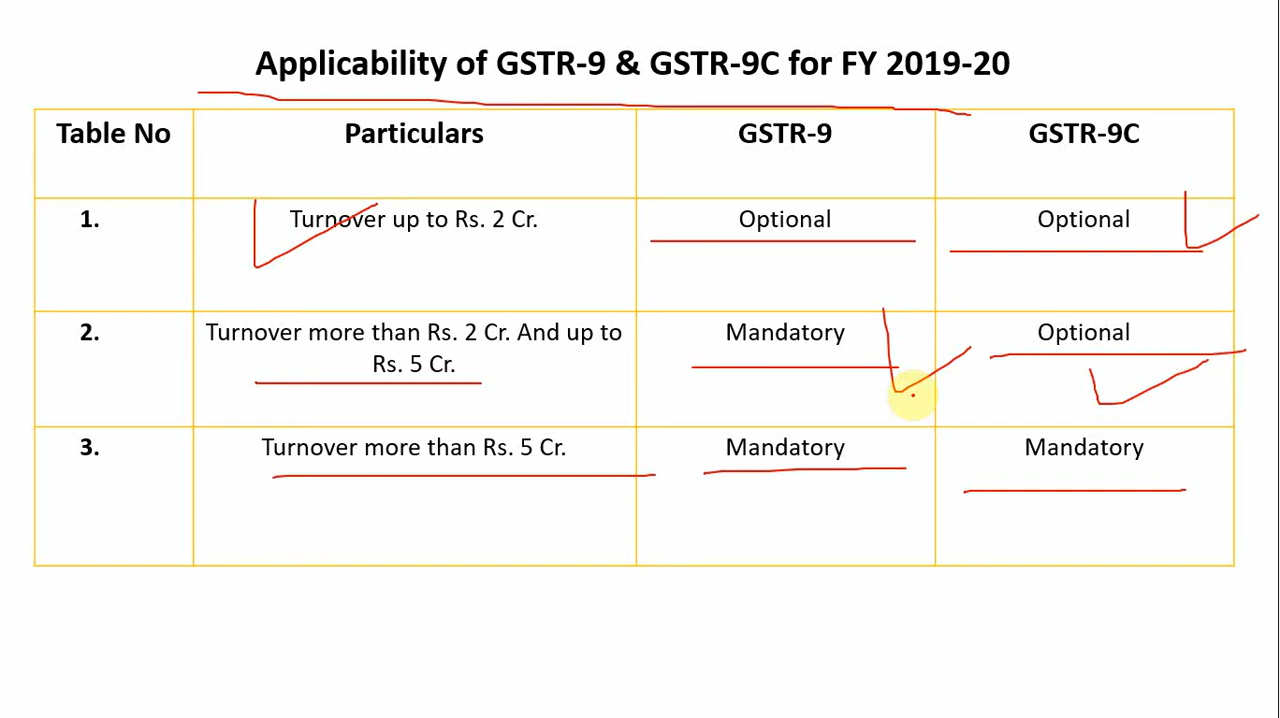 Applicability of GSTR-9 & GSTR-9C for FY 2019-20
Table No Particulars GSTR-9 GSTR-9C
1. Turnover up to Rs. 2 Cr. Optional Optional
2. Turnover more than Rs. 2 Cr. And up to Mandatory Optional
Rs. 5 Cr.
3. Turnover more than Rs. 5 Cr. Mandatory Mandatory